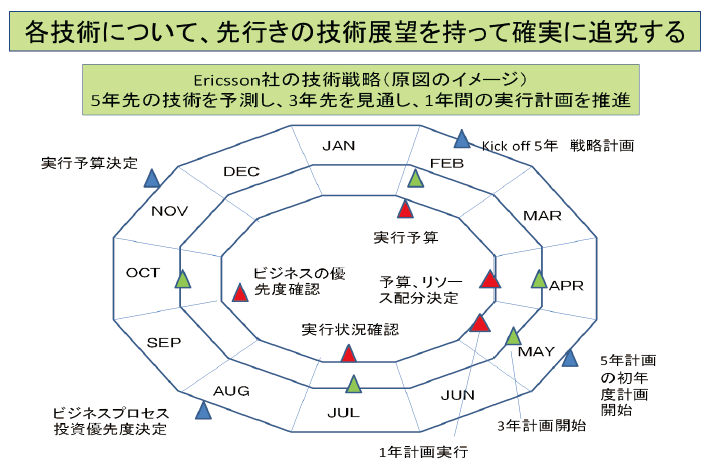 各技術について、先行きの技術展望を持って確実に追究する
Ericsson社の技術戦略（原図のイメージ）
5年先の技術を予測し、3年先を見通し、1年間の実行計画を推進
JAN
FEB
Kick off 5年　戦略計画
実行予算決定
DEC
NOV
MAR
実行予算
OCT
ビジネスの優
先度確認
予算、リソー
ス配分決定
APR
実行状況確認
SEP
MAY
5年計画
の初年
度計画
開始
AUG
JUL
JUN
ビジネスプロセス
投資優先度決定
3年計画開始
1年計画実行